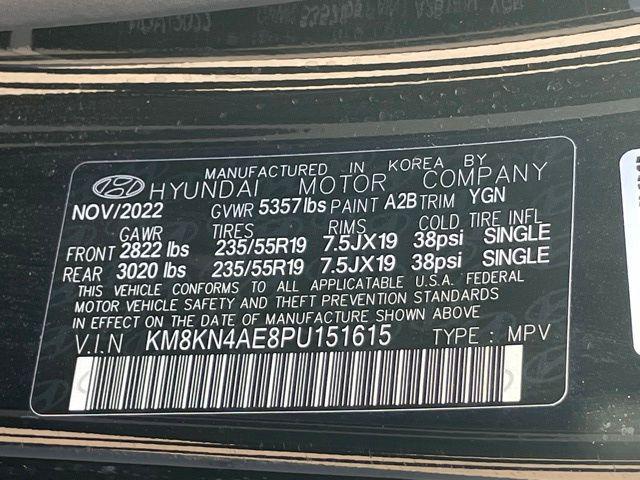 MANUFACTURED IN KOREA BY
HYUNDAI MOTOR COMPANY
NOV/2022 GVWR 5357 lbs PAINT A2B TRIM YGN
GAWR TIRES RIMS COLD TIRE INFL
FRONT 2822 lbs 235/55R19 7.5JX19 38psi SINGLE
REAR 3020 lbs 235/55R19 7.5JX19 38psi SINGLE
THIS VEHICLE CONFORMS TO ALL APPLICATABLE U.S.A. FEDERAL
MOTOR VEHICLE SAFETY AND THEFT PREVENTION STANDARDS
IN EFFECT ON THE DATE OF MANUFACTURE SHOWN ABOVE
V.I.N KM8KN4AE8PU151615 TYPE : MPV